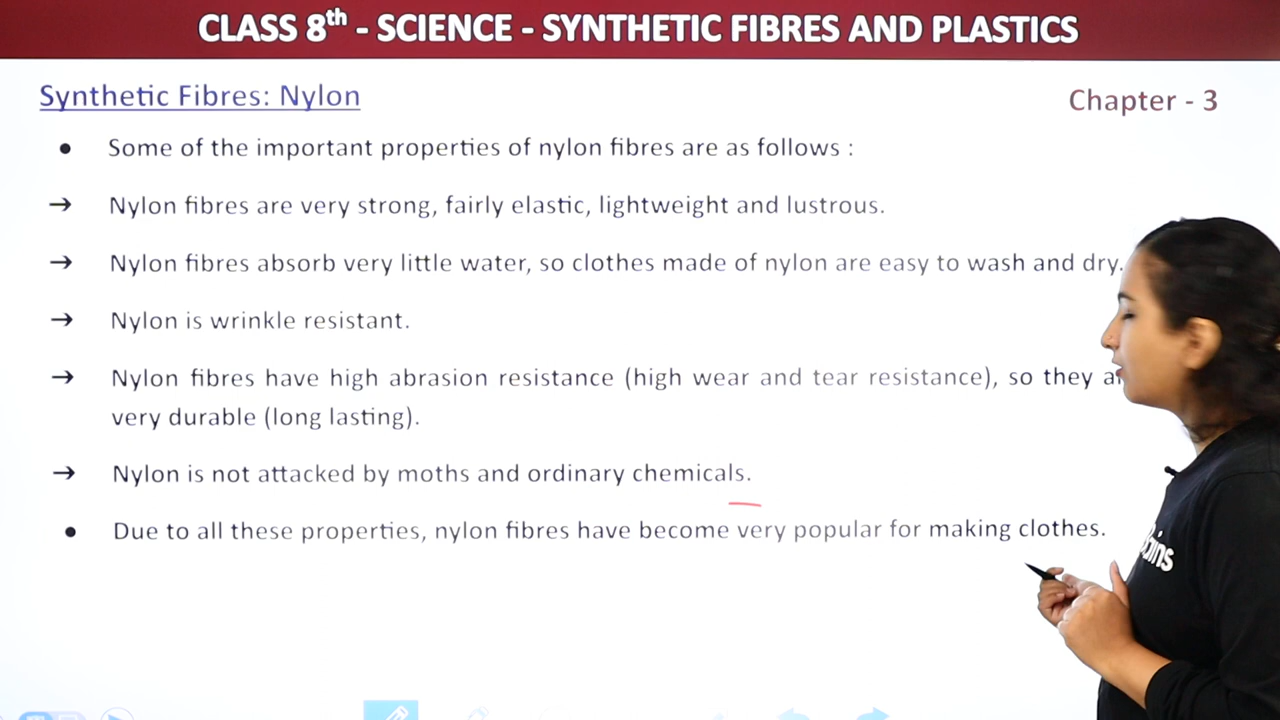 CLASS 8th - SCIENCE - SYNTHETIC FIBRES AND PLASTICS
Synthetic Fibres: Nylon
Chapter - 3
● Some of the important properties of nylon fibres are as follows :
→ Nylon fibres are very strong, fairly elastic, lightweight and lustrous.
→ Nylon fibres absorb very little water, so clothes made of nylon are easy to wash and dry.
→ Nylon is wrinkle resistant.
→ Nylon fibres have high abrasion resistance (high wear and tear resistance), so they
very durable (long lasting).
→ Nylon is not attacked by moths and ordinary chemicals.
● Due to all these properties, nylon fibres have become very popular for making clothes.